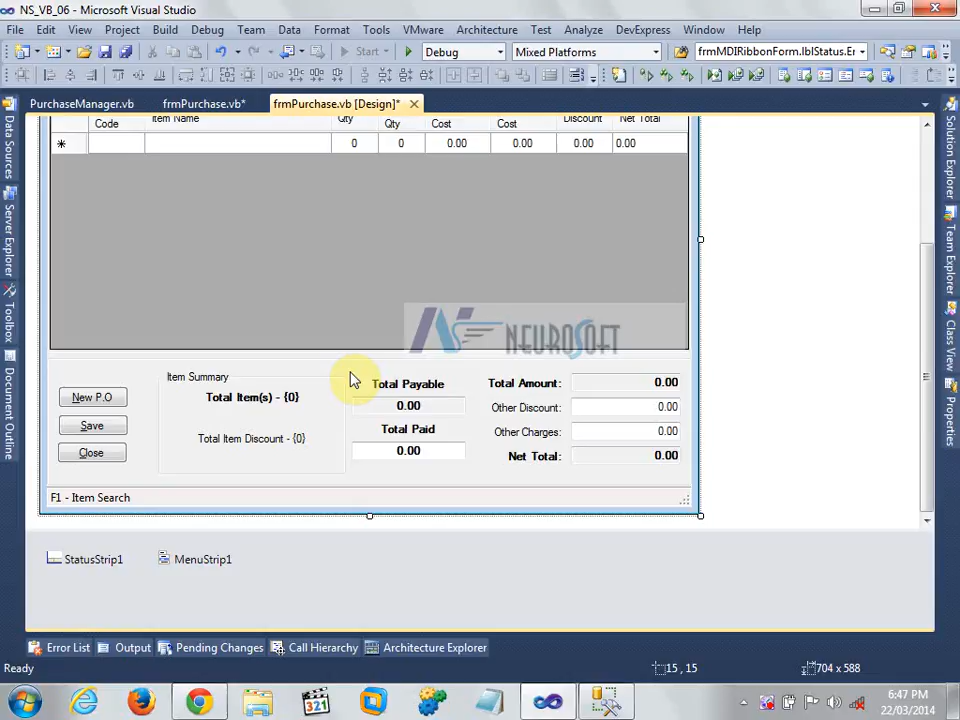 NS_VB_06 - Microsoft Visual Studio
File Edit View Project Build Debug Team Data Format Tools VMware Architecture Test Analyze DevExpress Window Help
Start Debug Mixed Platforms frmMDIRibbonForm.lblStatus.En
PurchaseManager.vb frmPurchase.vb* frmPurchase.vb [Design]*
Code Item Name Qty Qty Cost Cost Discount Net Total
0 0 0.00 0.00 0.00 0.00
NEUROSOFT
Item Summary
New P.O
Save
Close
Total Item(s) - {0}
Total Item Discount - {0}
Total Payable
0.00
Total Paid
0.00
Total Amount: 0.00
Other Discount: 0.00
Other Charges: 0.00
Net Total: 0.00
F1 - Item Search
StatusStrip1 MenuStrip1
Data Sources
Server Explorer
Toolbox
Document Outline
Solution Explorer
Team Explorer
Class View
Properties
Error List Output Pending Changes Call Hierarchy Architecture Explorer
Ready 15 , 15 704 x 588
321
6:47 PM
22/03/2014